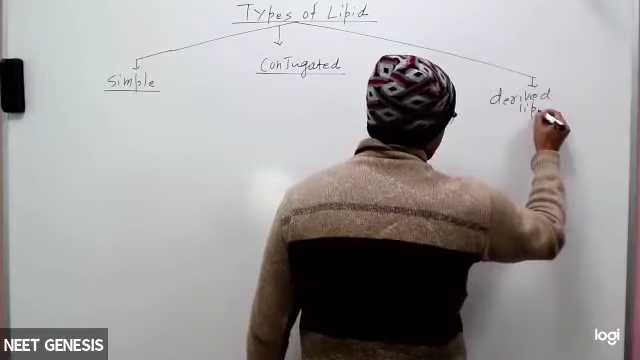 Types of Lipid
Simple
Conjugated
derived
lip
NEET GENESIS
logi